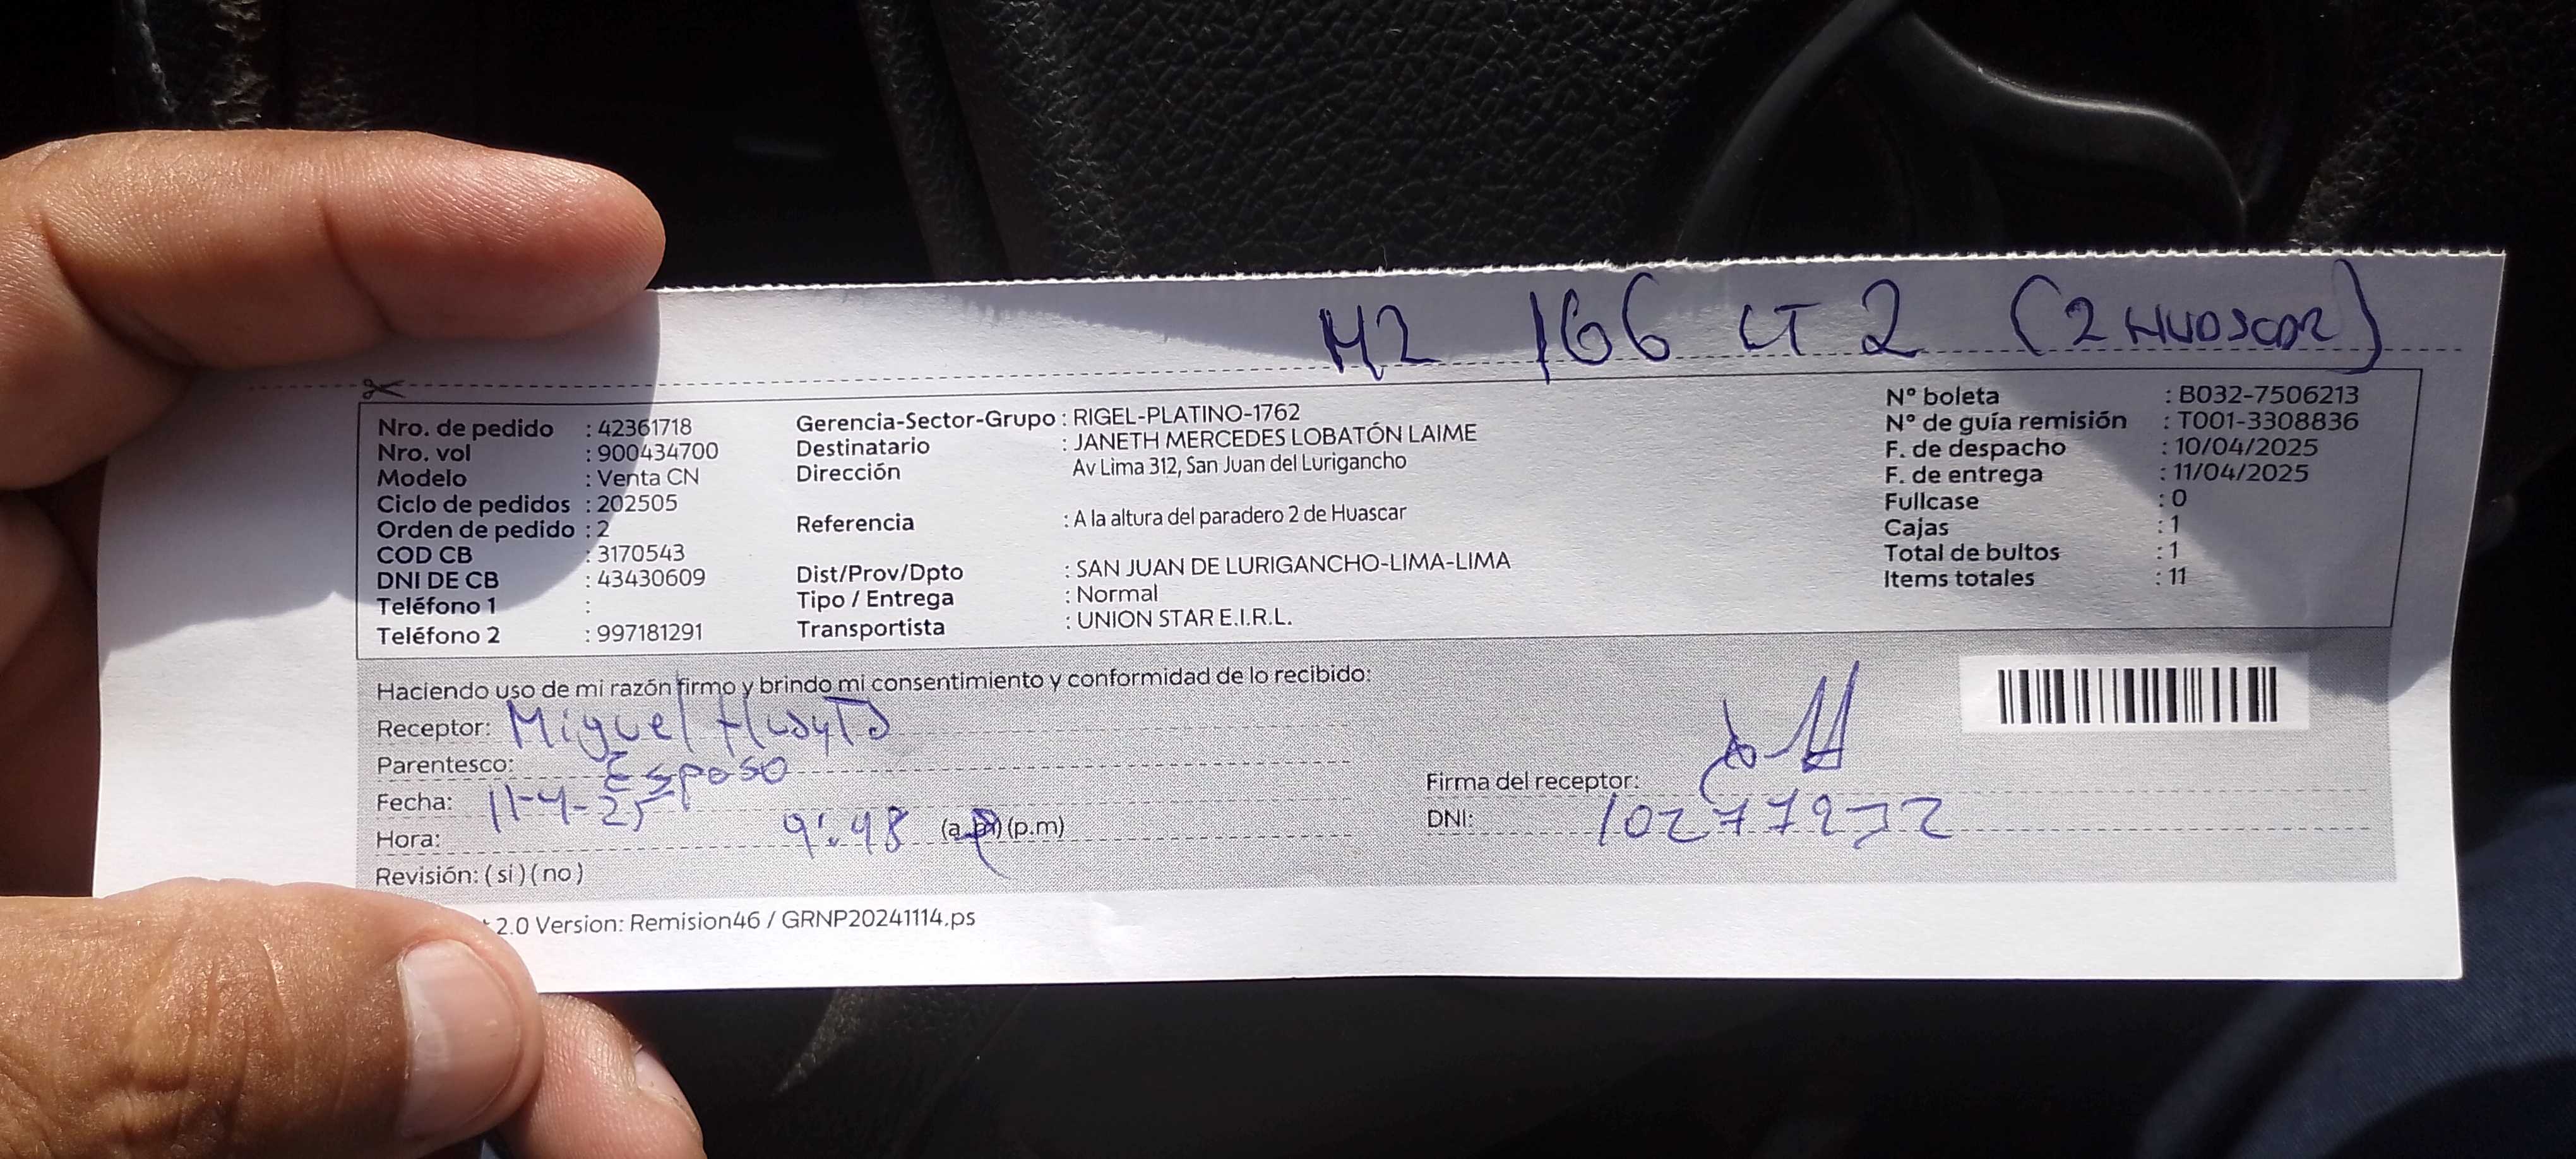 MZ 166 LT 2 (2 HUASCAR)
Nro. de pedido : 42361718
Nro. vol : 900434700
Modelo : Venta CN
Ciclo de pedidos : 202505
Orden de pedido : 2
COD CB : 3170543
DNI DE CB : 43430609
Teléfono 1 :
Teléfono 2 : 997181291
Gerencia-Sector-Grupo : RIGEL-PLATINO-1762
Destinatario : JANETH MERCEDES LOBATÓN LAIME
Dirección Av Lima 312, San Juan del Lurigancho
Referencia : A la altura del paradero 2 de Huascar
Dist/Prov/Dpto : SAN JUAN DE LURIGANCHO-LIMA-LIMA
Tipo / Entrega : Normal
Transportista : UNION STAR E.I.R.L.
Nº boleta : B032-7506213
Nº de guía remisión : T001-3308836
F. de despacho : 10/04/2025
F. de entrega : 11/04/2025
Fullcase : 0
Cajas : 1
Total de bultos : 1
Items totales : 11
Haciendo uso de mi razón firmo y brindo mi consentimiento y conformidad de lo recibido:
Receptor: Miguel Huayta
Parentesco: Esposo
Fecha: 11-4-25
Hora: 9:48 (a.m) (p.m)
Revisión: (si) (no)
Firma del receptor:
DNI:
2.0 Version: Remision46 / GRNP20241114.ps